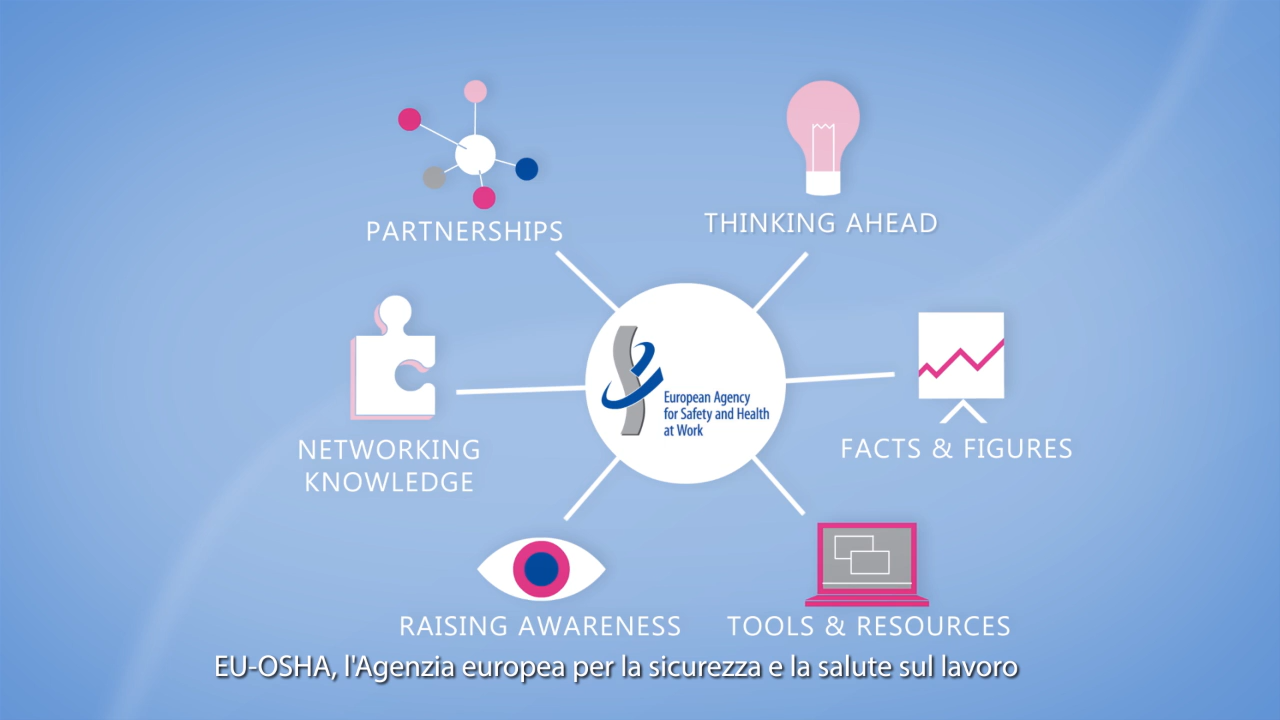 PARTNERSHIPS
THINKING AHEAD
European Agency
for Safety and Health
at Work
NETWORKING
KNOWLEDGE
FACTS & FIGURES
RAISING AWARENESS
TOOLS & RESOURCES
EU-OSHA, l'Agenzia europea per la sicurezza e la salute sul lavoro